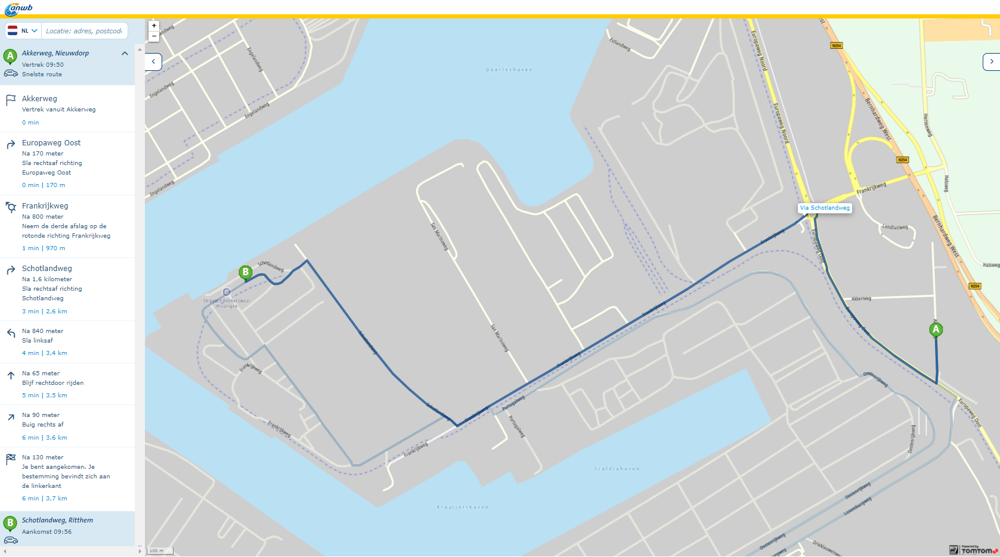 anwb
NL
Locatie: adres, postcode
A
Akkerweg, Nieuwdorp
Vertrek 09:50
Snelste route
Akkerweg
Vertrek vanuit Akkerweg
0 min
Europaweg Oost
Na 170 meter
Sla rechtsaf richting
Europaweg Oost
0 min | 170 m
Frankrijkweg
Na 800 meter
Neem de derde afslag op de
rotonde richting Frankrijkweg
1 min | 970 m
Schotlandweg
Na 1,6 kilometer
Sla rechtsaf richting
Schotlandweg
3 min | 2,6 km
Na 840 meter
Sla linksaf
4 min | 3,4 km
Na 65 meter
Blijf rechtdoor rijden
5 min | 3,5 km
Na 90 meter
Buig rechts af
6 min | 3,6 km
Na 130 meter
Je bent aangekomen. Je
bestemming bevindt zich aan
de linkerkant
6 min | 3,7 km
B
Schotlandweg, Ritthem
Aankomst 09:56
+
−
Engelandweg
Engelandweg
Engelandweg
Engelandweg
Estlandweg
Quarleshaven
Europaweg Noord
Europaweg Noord
N254
Bernhardweg West
N254
Hertenweg
Halsweg
Frankrijkweg
Via Schotlandweg
Landlustweg
Bernhardweg West
Halsweg
N254
San Marinoweg
Frankrijkweg
Europaweg Oost
Schotlandweg
B
Shipyard Reimerswaal
Vlissingen
Akkerweg
Frankrijkweg
Europaweg Oost
A
San Marinoweg
Schotlandweg
Frankrijkweg
Frankrijkweg
Oostenrijkweg
Portugalweg
Schotlandweg
Frankrijkweg
Europaweg Oost
Portugalweg
Frankrijkweg
Frankrijkweg
Oostenrijkweg
Scaldiahaven
Kraaijerthaven
Oostenrijkweg
Luxemburgweg
Oostenrijkweg
Drieklauwenweg
100 m
Powered by
TOMTOM